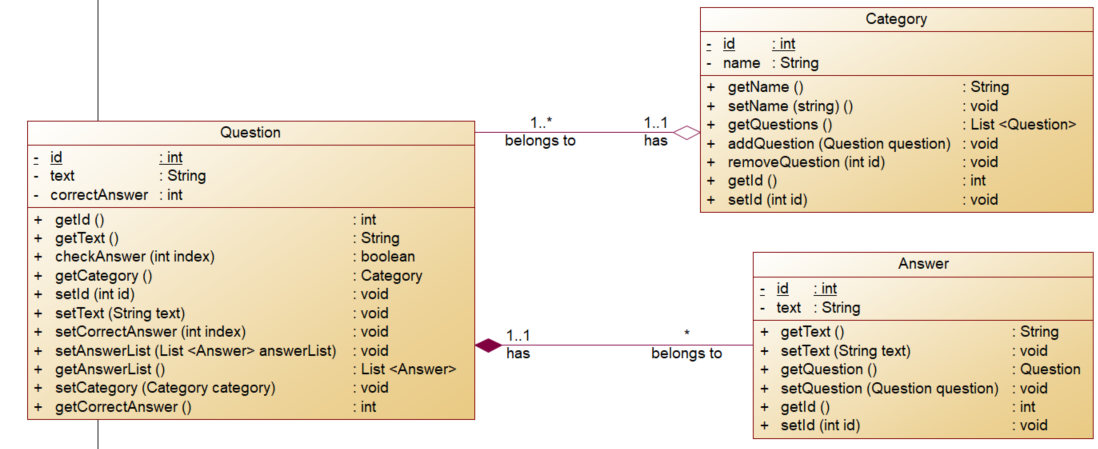 Category
- id : int
- name : String
+ getName () : String
+ setName (string) () : void
+ getQuestions () : List <Question>
+ addQuestion (Question question) : void
+ removeQuestion (int id) : void
+ getId () : int
+ setId (int id) : void
1..* 1..1
belongs to has
Question
- id : int
- text : String
- correctAnswer : int
+ getId () : int
+ getText () : String
+ checkAnswer (int index) : boolean
+ getCategory () : Category
+ setId (int id) : void
+ setText (String text) : void
+ setCorrectAnswer (int index) : void
+ setAnswerList (List <Answer> answerList) : void
+ getAnswerList () : List <Answer>
+ setCategory (Category category) : void
+ getCorrectAnswer () : int
1..1 *
has belongs to
Answer
- id : int
- text : String
+ getText () : String
+ setText (String text) : void
+ getQuestion () : Question
+ setQuestion (Question question) : void
+ getId () : int
+ setId (int id) : void